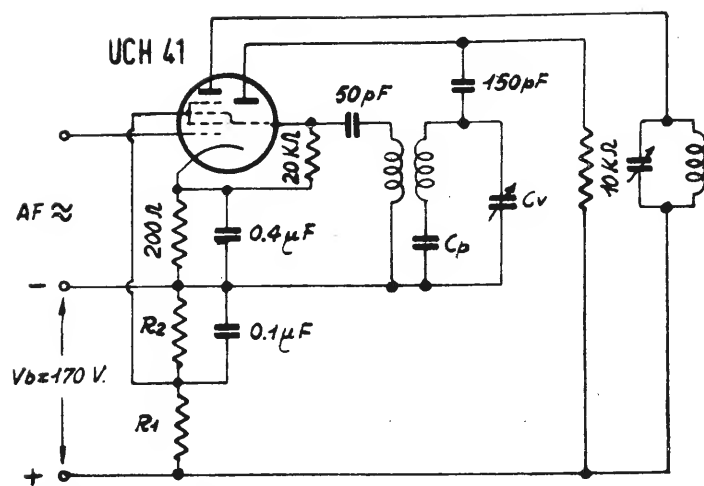 UCH 41
50pF
150pF
20KΩ
10KΩ
AF ≈
200Ω
0.4µF
Cp
Cv
-
R2
0.1µF
Vb=170 V.
R1
+